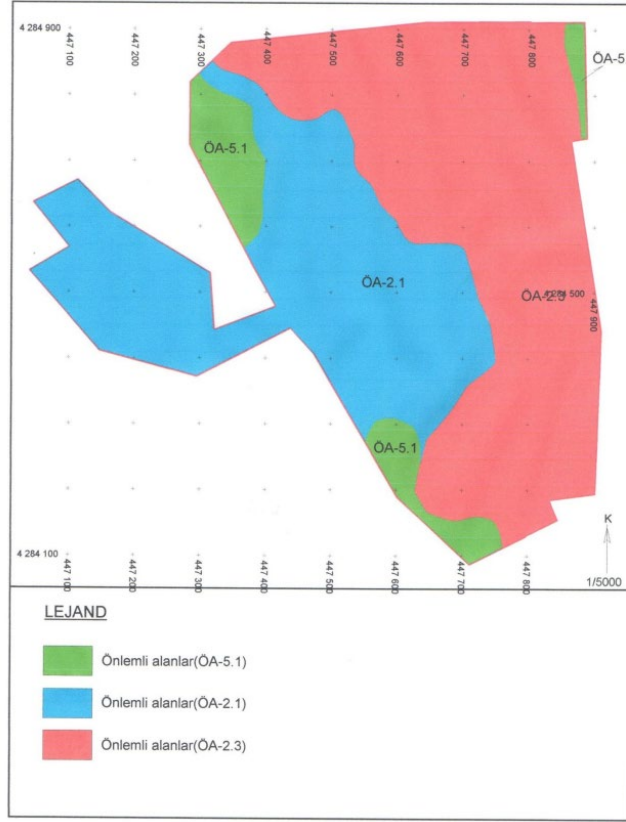 4 284 900
447 100
447 200
447 300
447 400
447 500
447 600
447 700
447 800
ÖA-5
ÖA-5.1
ÖA-2.1
ÖA-2.3
4 284 500
447 900
ÖA-5.1
K
4 284 100
1/5000
447 100
447 200
447 300
447 400
447 500
447 600
447 700
447 800
LEJAND
Önlemli alanlar(ÖA-5.1)
Önlemli alanlar(ÖA-2.1)
Önlemli alanlar(ÖA-2.3)